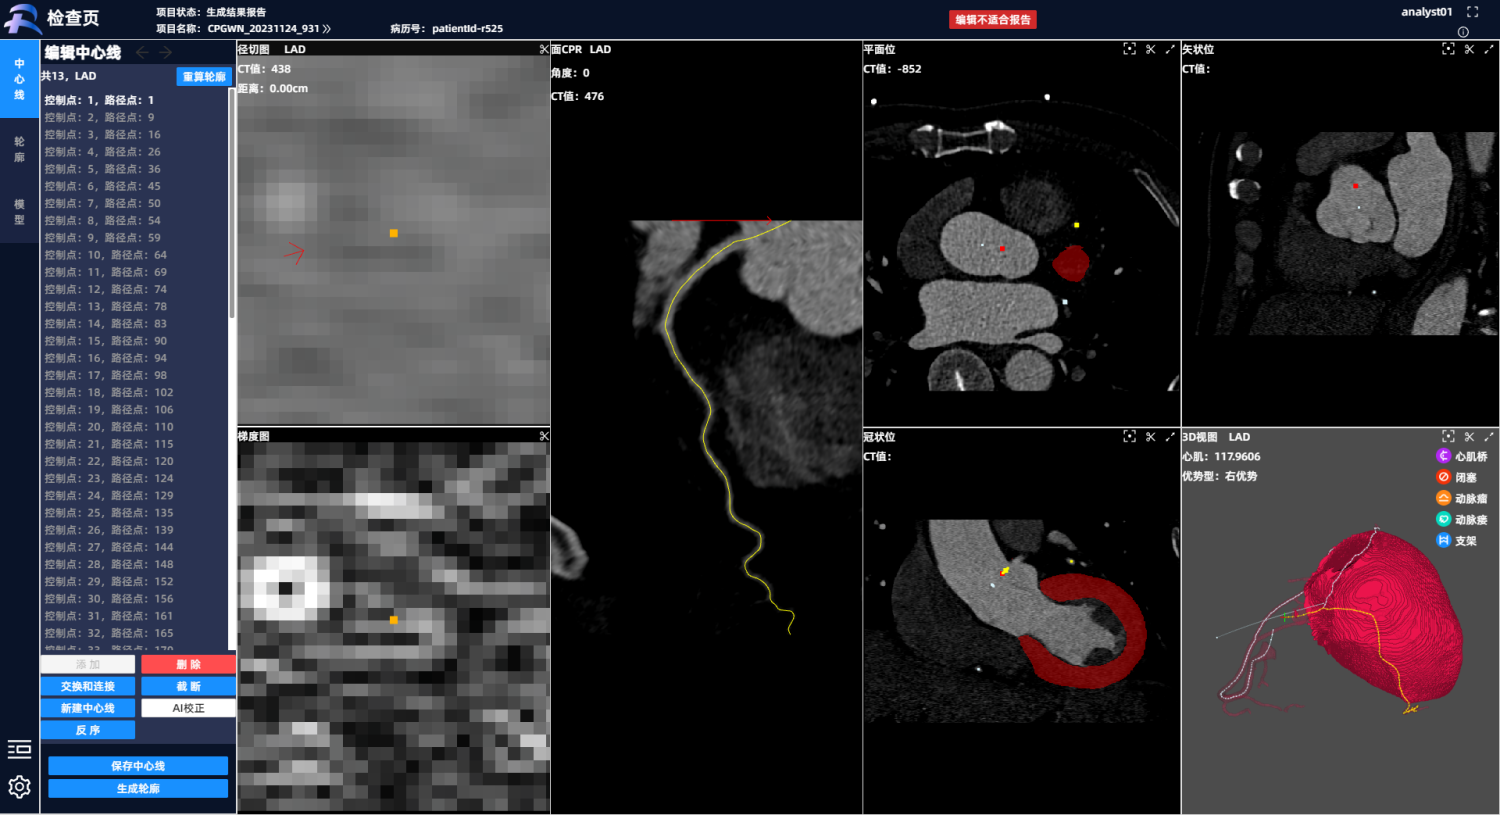 检查页
项目状态：生成结果报告
项目名称：CPGWN_20231124_931 》
病历号：patientId-r525
编辑不适合报告
analyst01
中心线
轮廓
模型
编辑中心线
共13，LAD
重算轮廓
控制点：1，路径点：1
控制点：2，路径点：9
控制点：3，路径点：16
控制点：4，路径点：26
控制点：5，路径点：36
控制点：6，路径点：45
控制点：7，路径点：50
控制点：8，路径点：54
控制点：9，路径点：59
控制点：10，路径点：64
控制点：11，路径点：69
控制点：12，路径点：74
控制点：13，路径点：78
控制点：14，路径点：83
控制点：15，路径点：90
控制点：16，路径点：94
控制点：17，路径点：98
控制点：18，路径点：102
控制点：19，路径点：106
控制点：20，路径点：110
控制点：21，路径点：115
控制点：22，路径点：120
控制点：23，路径点：124
控制点：24，路径点：129
控制点：25，路径点：135
控制点：26，路径点：139
控制点：27，路径点：144
控制点：28，路径点：148
控制点：29，路径点：152
控制点：30，路径点：156
控制点：31，路径点：161
控制点：32，路径点：165
添加
删除
交换和连接
截断
新建中心线
AI校正
反序
保存中心线
生成轮廓
径切图 LAD
CT值：438
距离：0.00cm
梯度图
面CPR LAD
角度：0
CT值：476
平面位
CT值：-852
矢状位
CT值：
冠状位
CT值：
3D视图 LAD
心肌：117.9606
优势型：右优势
心肌桥
闭塞
动脉瘤
动脉瘘
支架